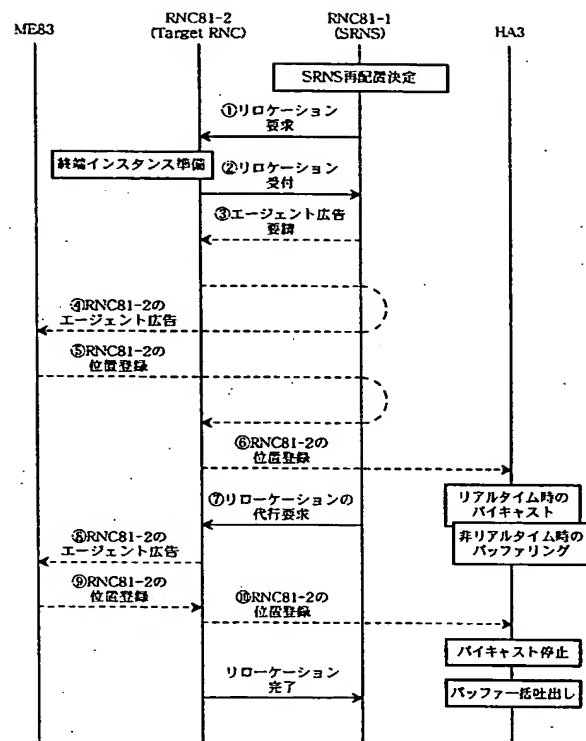 ME83
RNC81-2
(Target RNC)
RNC81-1
(SRNS)
HA3
SRNS再配置決定
①リロケーション
要求
終端インスタンス準備
②リロケーション
受付
③エージェント広告
要請
④RNC81-2の
エージェント広告
⑤RNC81-2の
位置登録
⑥RNC81-2の
位置登録
⑦リローケーションの
代行要求
リアルタイム時の
バイキャスト
非リアルタイム時の
バッファリング
⑧RNC81-2の
エージェント広告
⑨RNC81-2の
位置登録
⑩RNC81-2の
位置登録
バイキャスト停止
リローケーション
完了
バッファ一括吐出し